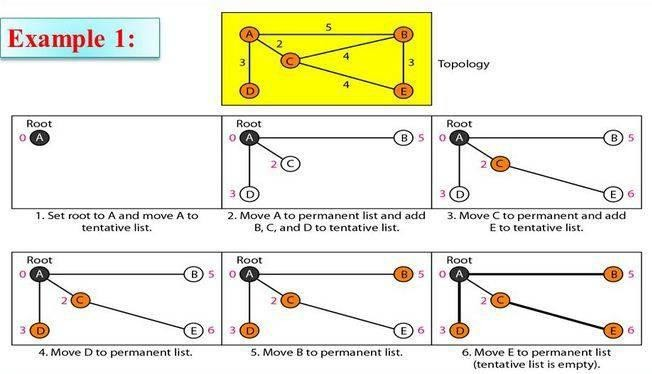 Example 1:
A 5 B
2
C 4
3 3
4
D E
Topology
Root
0 A
1. Set root to A and move A to
tentative list.
Root
0 A B 5
2 C
3 D
2. Move A to permanent list and add
B, C, and D to tentative list.
Root
0 A B 5
2 C
3 D E 6
3. Move C to permanent and add
E to tentative list.
Root
0 A B 5
2 C
3 D E 6
4. Move D to permanent list.
Root
0 A B 5
2 C
3 D E 6
5. Move B to permanent list.
Root
0 A B 5
2 C
3 D E 6
6. Move E to permanent list
(tentative list is empty).